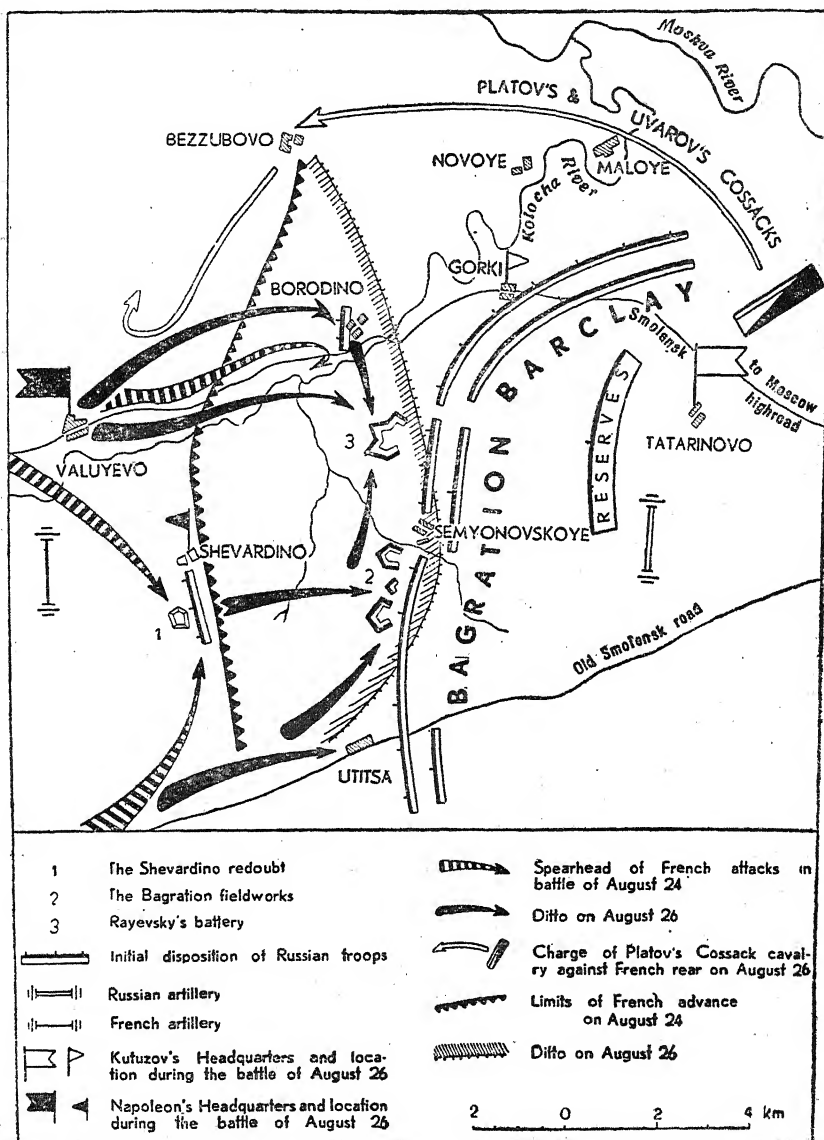 Moskva River
PLATOV'S &
UVAROV'S COSSACKS
BEZZUBOVO
NOVOYE
MALOYE
Kolocha River
GORKI
BORODINO
BARCLAY
Smolensk
to Moscow
highroad
RESERVES
TATARINOVO
3
VALUYEVO
SEMYONOVSKOYE
SHEVARDINO
2
1
BAGRATION
Old Smolensk road
UTITSA
1 The Shevardino redoubt
2 The Bagration fieldworks
3 Rayevsky's battery
Initial disposition of Russian troops
Russian artillery
French artillery
Kutuzov's Headquarters and loca-
tion during the battle of August 26
Napoleon's Headquarters and location
during the battle of August 26
Spearhead of French attacks in
battle of August 24
Ditto on August 26
Charge of Platov's Cossack caval-
ry against French rear on August 26
Limits of French advance
on August 24
Ditto on August 26
2 0 2 4 km